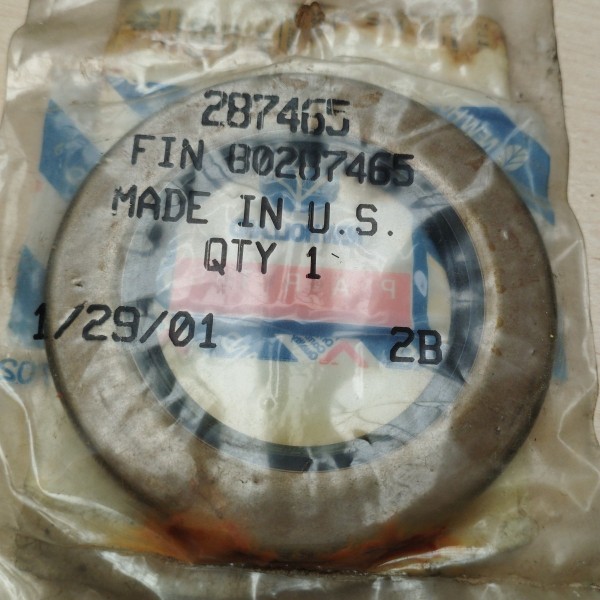 287465
FIN 80287465
MADE IN U.S.
QTY 1
1/29/01 2B